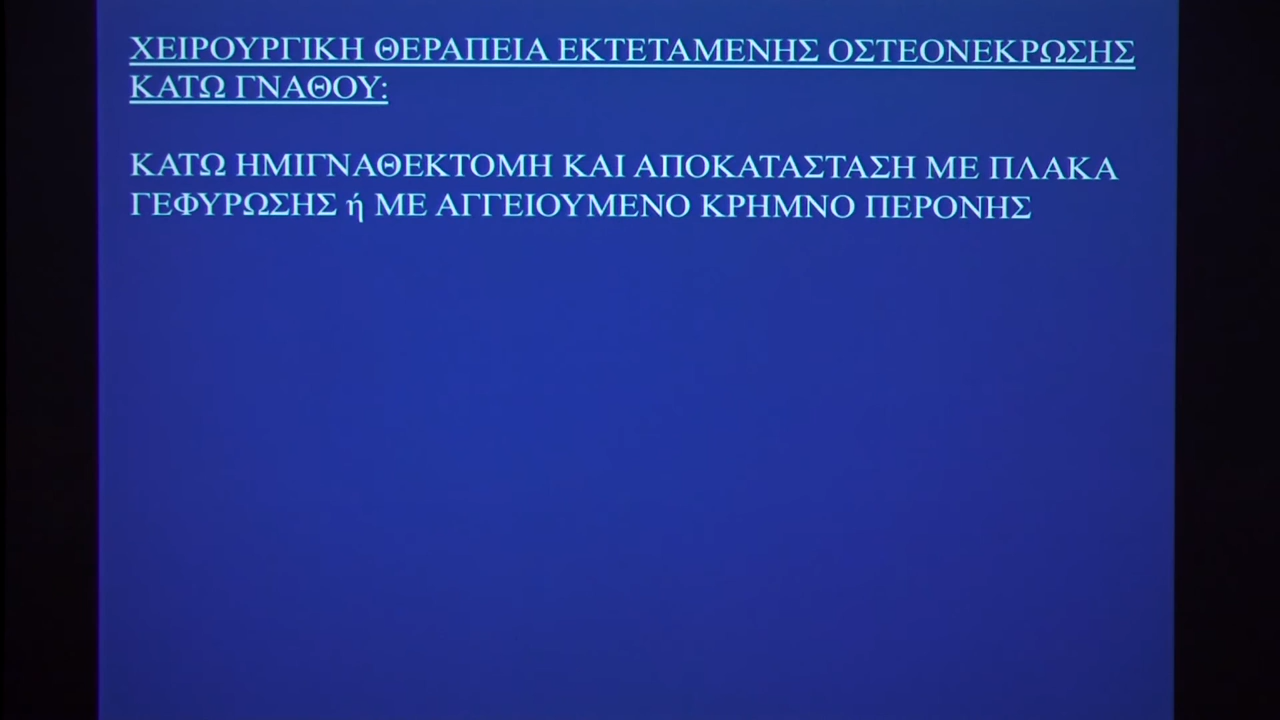 ΧΕΙΡΟΥΡΓΙΚΗ ΘΕΡΑΠΕΙΑ ΕΚΤΕΤΑΜΕΝΗΣ ΟΣΤΕΟΝΕΚΡΩΣΗΣ
ΚΑΤΩ ΓΝΑΘΟΥ:
ΚΑΤΩ ΗΜΙΓΝΑΘΕΚΤΟΜΗ ΚΑΙ ΑΠΟΚΑΤΑΣΤΑΣΗ ΜΕ ΠΛΑΚΑ
ΓΕΦΥΡΩΣΗΣ ή ΜΕ ΑΓΓΕΙΟΥΜΕΝΟ ΚΡΗΜΝΟ ΠΕΡΟΝΗΣ